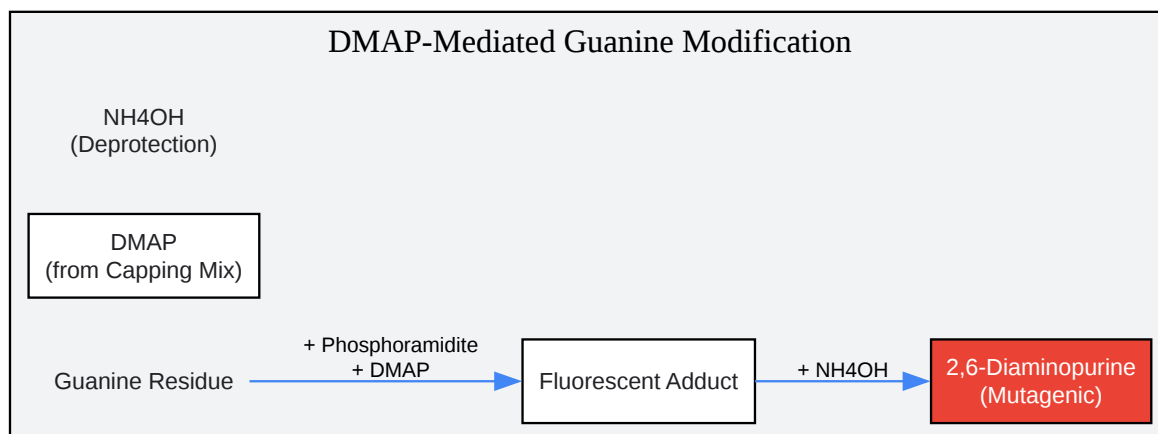 DMAP-Mediated Guanine Modification
NH4OH
(Deprotection)
DMAP
(from Capping Mix)
+ Phosphoramidite
+ DMAP
Guanine Residue
Fluorescent Adduct
+ NH4OH
2,6-Diaminopurine
(Mutagenic)